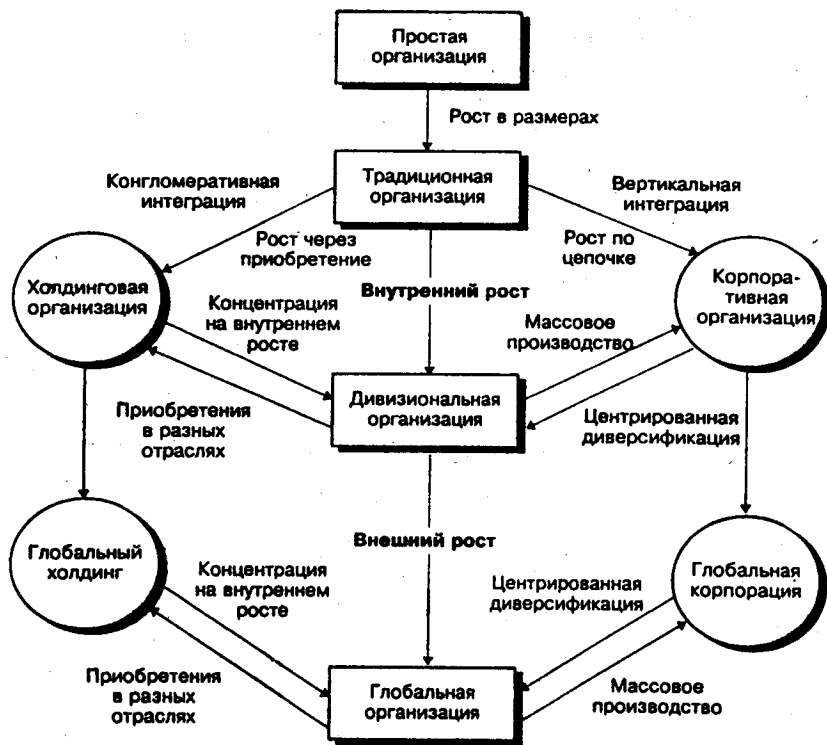 Простая
организация
Рост в размерах
Традиционная
организация
Конгломеративная
интеграция
Вертикальная
интеграция
Рост через
приобретение
Рост по
цепочке
Холдинговая
организация
Внутренний рост
Корпора-
тивная
организация
Концентрация
на внутреннем
росте
Массовое
производство
Дивизиональная
организация
Приобретения
в разных
отраслях
Центрированная
диверсификация
Внешний рост
Глобальный
холдинг
Глобальная
корпорация
Концентрация
на внутреннем
росте
Центрированная
диверсификация
Глобальная
организация
Приобретения
в разных
отраслях
Массовое
производство